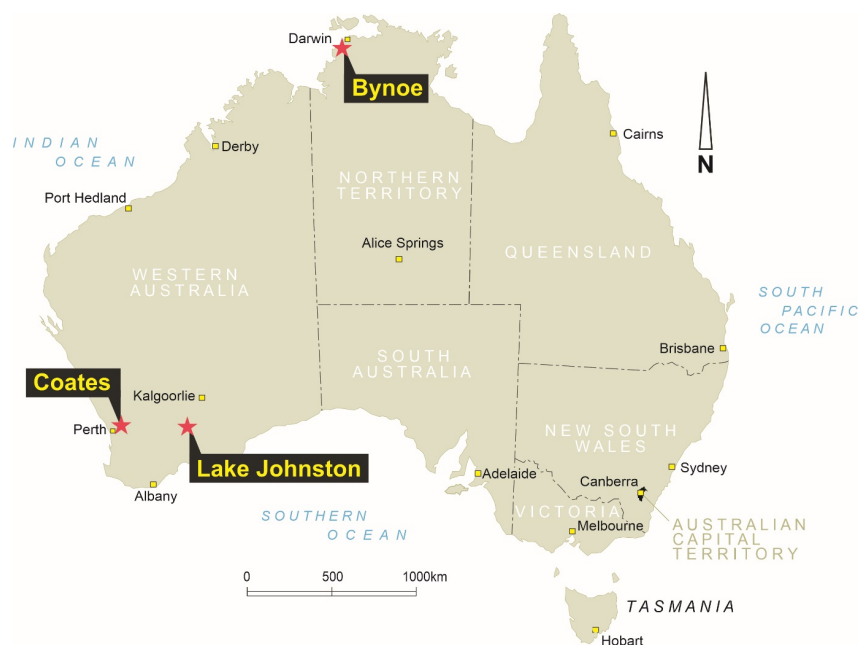 Darwin
Bynoe
INDIAN
OCEAN
Derby
Cairns
N
Port Hedland
NORTHERN
TERRITORY
Alice Springs
QUEENSLAND
WESTERN
AUSTRALIA
SOUTH
PACIFIC
OCEAN
Brisbane
SOUTH
AUSTRALIA
Coates
Kalgoorlie
Perth
Lake Johnston
Albany
NEW SOUTH
WALES
Adelaide
Sydney
Canberra
VICTORIA
Melbourne
SOUTHERN
OCEAN
AUSTRALIAN
CAPITAL
TERRITORY
0 500 1000km
TASMANIA
Hobart